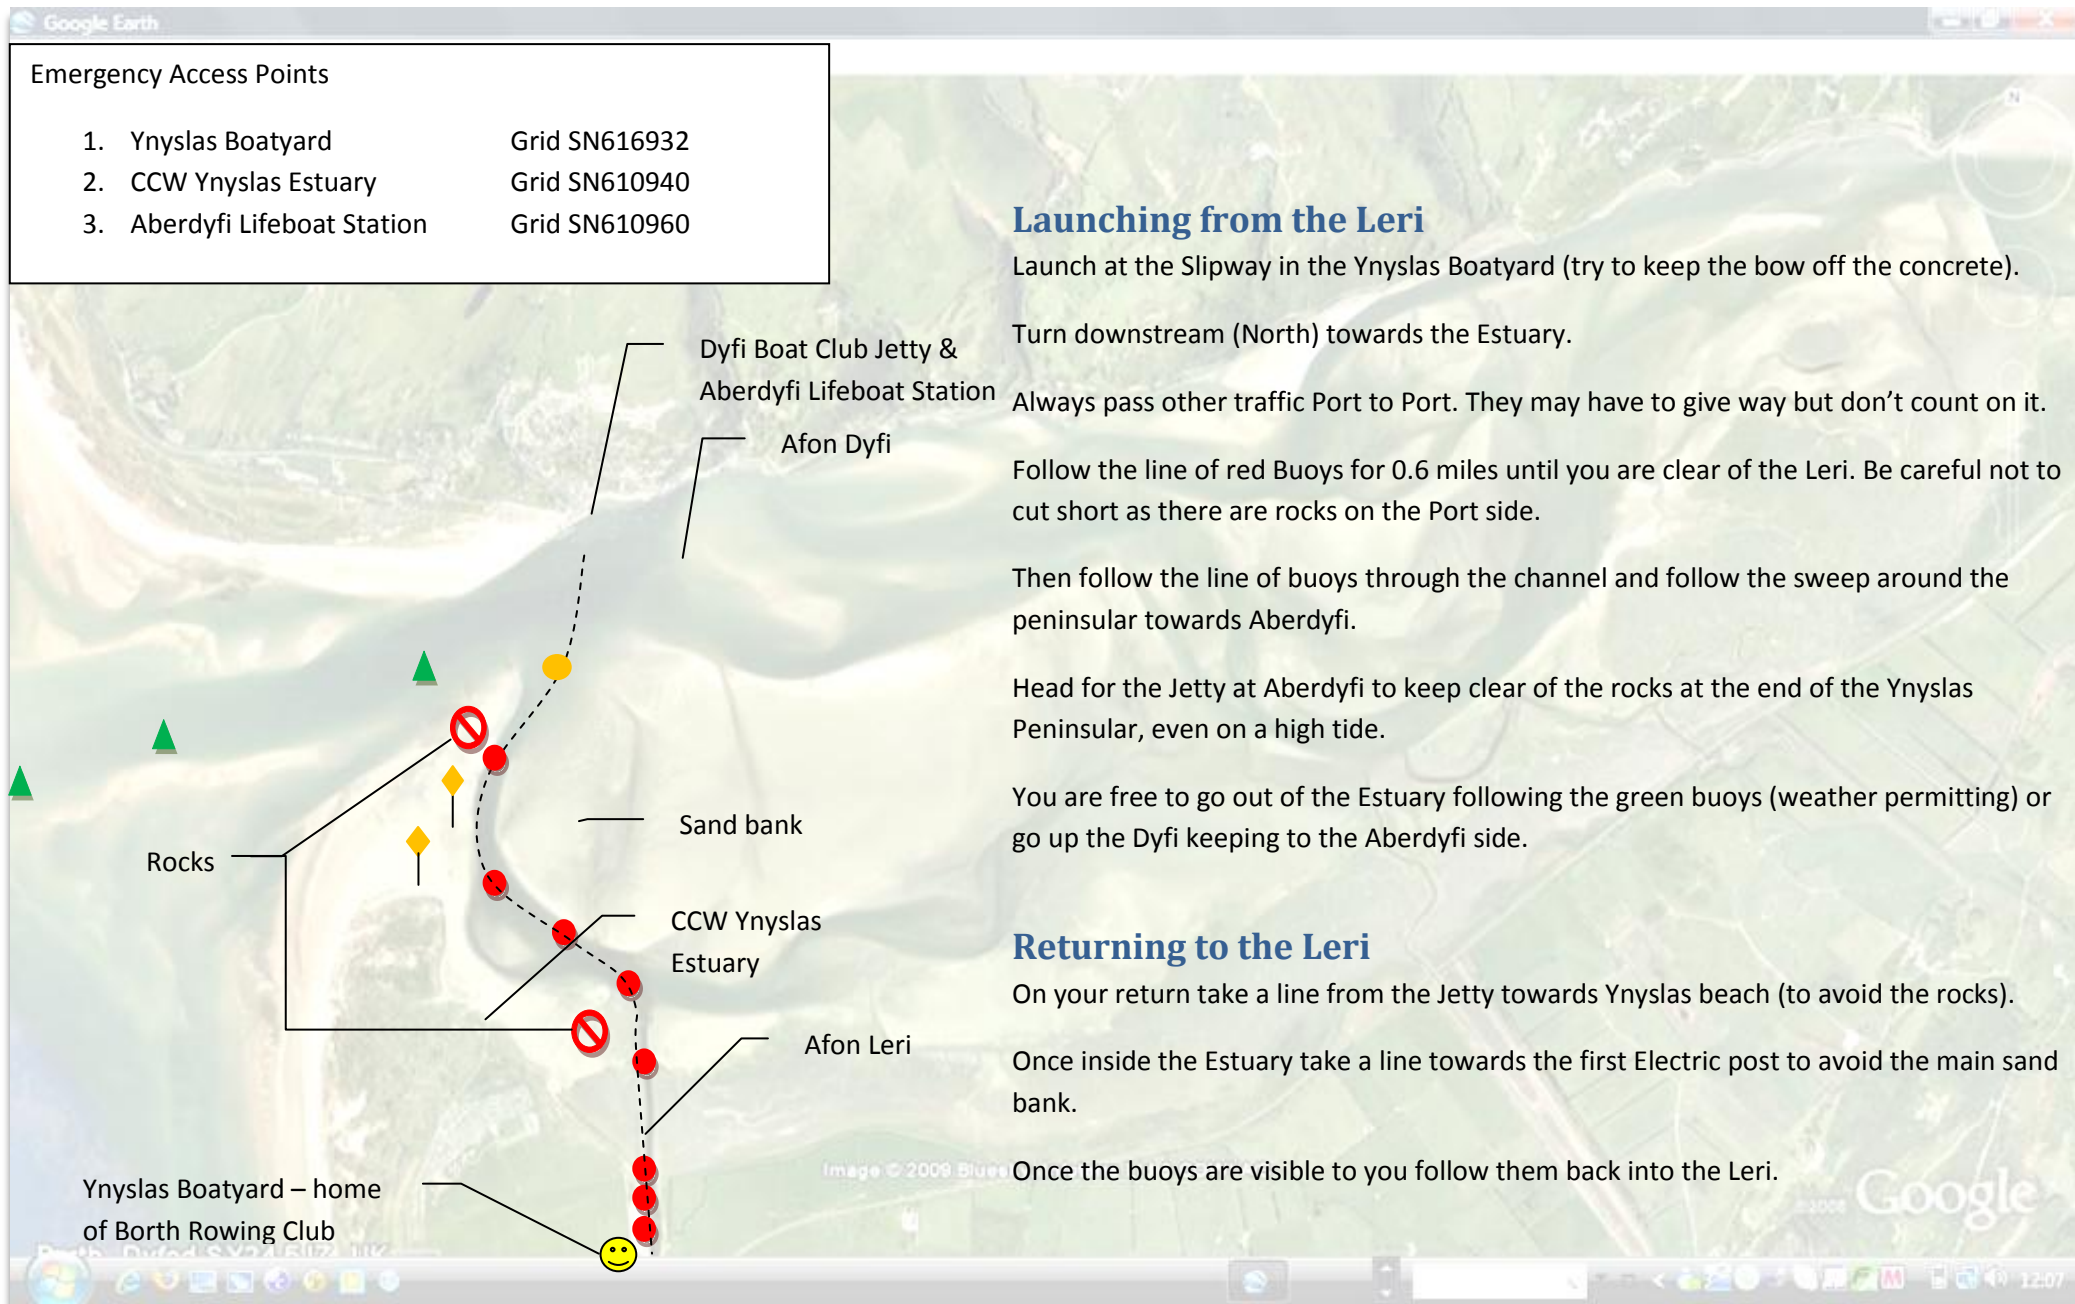 Google Earth
Emergency Access Points
1. Ynyslas Boatyard Grid SN616932
2. CCW Ynyslas Estuary Grid SN610940
3. Aberdyfi Lifeboat Station Grid SN610960
N
Dyfi Boat Club Jetty &
Aberdyfi Lifeboat Station
Afon Dyfi
Sand bank
Rocks
CCW Ynyslas
Estuary
Afon Leri
Ynyslas Boatyard – home
of Borth Rowing Club
Launching from the Leri
Launch at the Slipway in the Ynyslas Boatyard (try to keep the bow off the concrete).
Turn downstream (North) towards the Estuary.
Always pass other traffic Port to Port. They may have to give way but don’t count on it.
Follow the line of red Buoys for 0.6 miles until you are clear of the Leri. Be careful not to
cut short as there are rocks on the Port side.
Then follow the line of buoys through the channel and follow the sweep around the
peninsular towards Aberdyfi.
Head for the Jetty at Aberdyfi to keep clear of the rocks at the end of the Ynyslas
Peninsular, even on a high tide.
You are free to go out of the Estuary following the green buoys (weather permitting) or
go up the Dyfi keeping to the Aberdyfi side.
Returning to the Leri
On your return take a line from the Jetty towards Ynyslas beach (to avoid the rocks).
Once inside the Estuary take a line towards the first Electric post to avoid the main sand
bank.
Once the buoys are visible to you follow them back into the Leri.
Image © 2009
Google
12:07